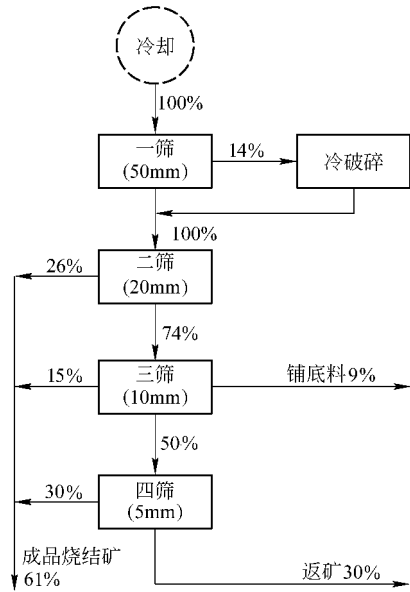 冷却
100%
一筛
(50mm)
14%
冷破碎
100%
26%
二筛
(20mm)
74%
15%
三筛
(10mm)
铺底料9%
50%
30%
四筛
(5mm)
成品烧结矿
61%
返矿30%